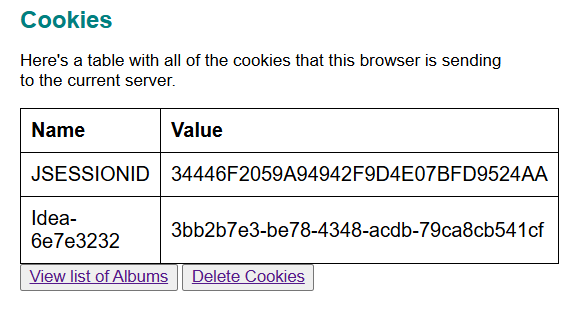 Cookies
Here's a table with all of the cookies that this browser is sending
to the current server.
Name Value
JSESSIONID 34446F2059A94942F9D4E07BFD9524AA
Idea-
6e7e3232 3bb2b7e3-be78-4348-acdb-79ca8cb541cf
View list of Albums Delete Cookies